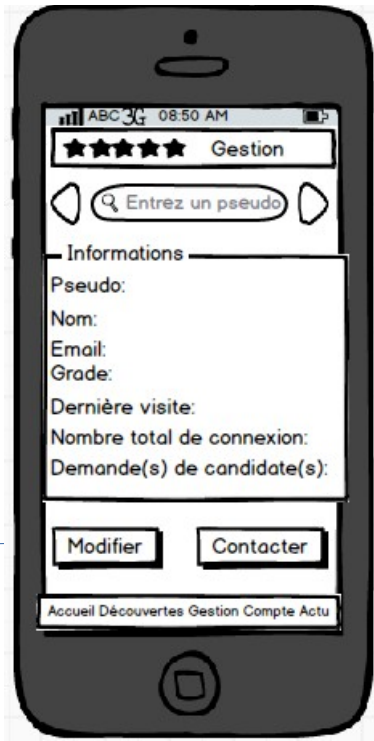 ABC 3G 08:50 AM
Gestion
Entrez un pseudo
Informations
Pseudo:
Nom:
Email:
Grade:
Dernière visite:
Nombre total de connexion:
Demande(s) de candidate(s):
Modifier Contacter
Accueil Découvertes Gestion Compte Actu